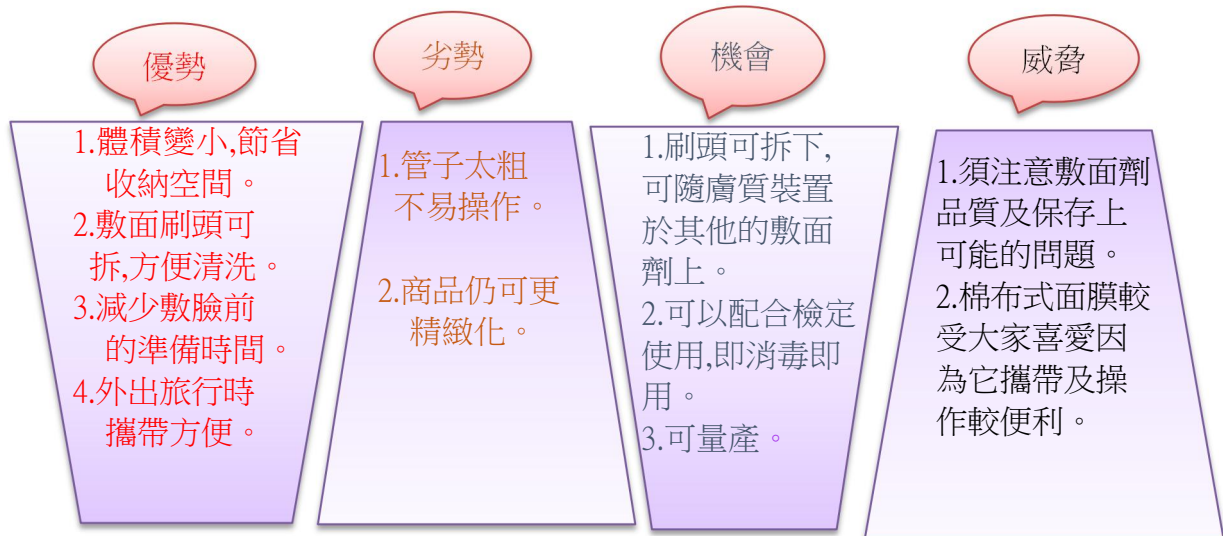 優勢
1.體積變小,節省
收納空間。
2.敷面刷頭可
拆,方便清洗。
3.減少敷臉前
的準備時間。
4.外出旅行時
攜帶方便。
劣勢
1.管子太粗
不易操作。
2.商品仍可更
精緻化。
機會
1.刷頭可拆下,
可隨膚質裝置
於其他的敷面
劑上。
2.可以配合檢定
使用,即消毒即
用。
3.可量產。
威脅
1.須注意敷面劑
品質及保存上
可能的問題。
2.棉布式面膜較
受大家喜愛因
為它攜帶及操
作較便利。